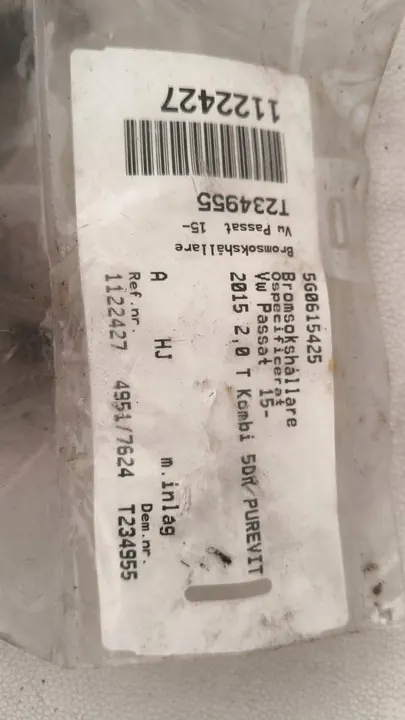 1122427
T234955
Vw Passat 15-
Bromsokshållare
5G0615425
Bromsokshållare
Ospecificerat
Vw Passat 15-
2015 2,0 T Kombi 5DR/PUREVIT
A HJ m.inlag
Ref.nr. Dem.nr.
1122427 4951/7624 T234955